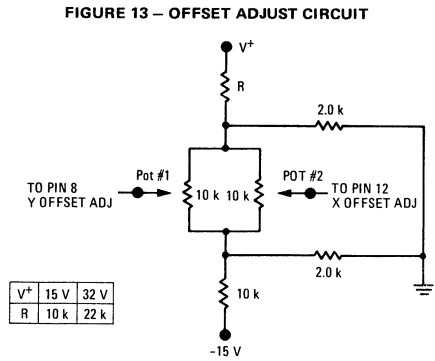 FIGURE 13 — OFFSET ADJUST CIRCUIT
V+
R
2.0 k
Pot #1
POT #2
TO PIN 8
Y OFFSET ADJ
10 k
10 k
TO PIN 12
X OFFSET ADJ
2.0 k
10 k
V+ 15 V 32 V
R 10 k 22 k
-15 V